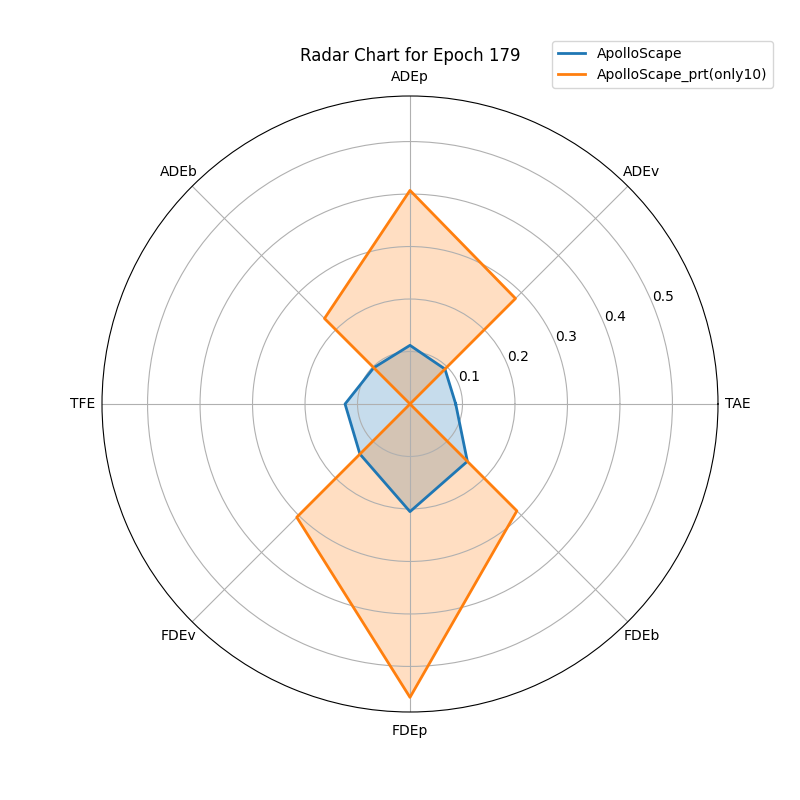 Radar Chart for Epoch 179
ApolloScape
ApolloScape_prt(only10)
ADEp
ADEb
ADEv
0.5
0.4
0.3
0.2
0.1
TFE
TAE
FDEv
FDEb
FDEp